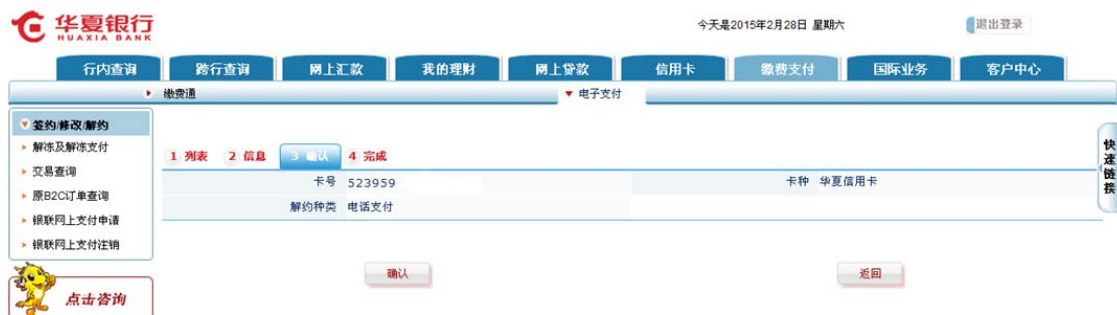 华夏银行
HUAXIA BANK
今天是2015年2月28日 星期六
退出登录
行内查询 跨行查询 网上汇款 我的理财 网上贷款 信用卡 缴费支付 国际业务 客户中心
缴费通 电子支付
签约/修改/解约
解冻及解冻支付
交易查询
原B2C订单查询
银联网上支付申请
银联网上支付注销
点击咨询
1 列表 2 信息 3 确认 4 完成
卡号 523959 卡种 华夏信用卡
解约种类 电话支付
确认 返回
快速链接